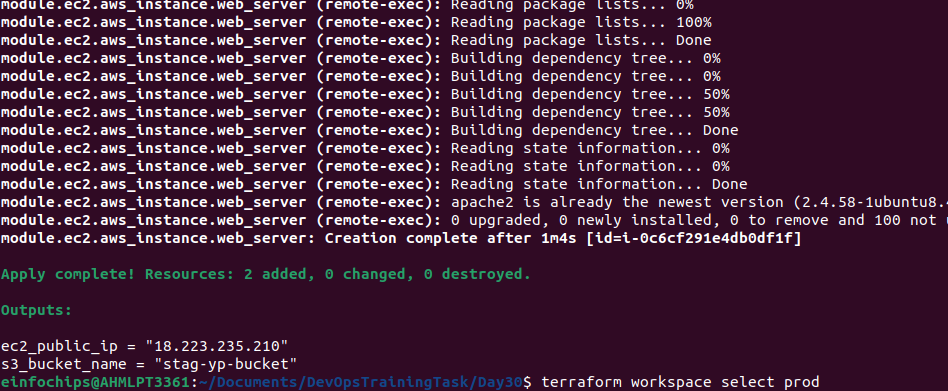 module.ec2.aws_instance.web_server (remote-exec): Reading package lists... 0%
module.ec2.aws_instance.web_server (remote-exec): Reading package lists... 100%
module.ec2.aws_instance.web_server (remote-exec): Reading package lists... Done
module.ec2.aws_instance.web_server (remote-exec): Building dependency tree... 0%
module.ec2.aws_instance.web_server (remote-exec): Building dependency tree... 0%
module.ec2.aws_instance.web_server (remote-exec): Building dependency tree... 50%
module.ec2.aws_instance.web_server (remote-exec): Building dependency tree... 50%
module.ec2.aws_instance.web_server (remote-exec): Building dependency tree... Done
module.ec2.aws_instance.web_server (remote-exec): Reading state information... 0%
module.ec2.aws_instance.web_server (remote-exec): Reading state information... 0%
module.ec2.aws_instance.web_server (remote-exec): Reading state information... Done
module.ec2.aws_instance.web_server (remote-exec): apache2 is already the newest version (2.4.58-1ubuntu8.
module.ec2.aws_instance.web_server (remote-exec): 0 upgraded, 0 newly installed, 0 to remove and 100 not
module.ec2.aws_instance.web_server: Creation complete after 1m4s [id=i-0c6cf291e4db0df1f]
Apply complete! Resources: 2 added, 0 changed, 0 destroyed.
Outputs:
ec2_public_ip = "18.223.235.210"
s3_bucket_name = "stag-yp-bucket"
einfochips@AHMLPT3361:~/Documents/DevOpsTrainingTask/Day30$ terraform workspace select prod